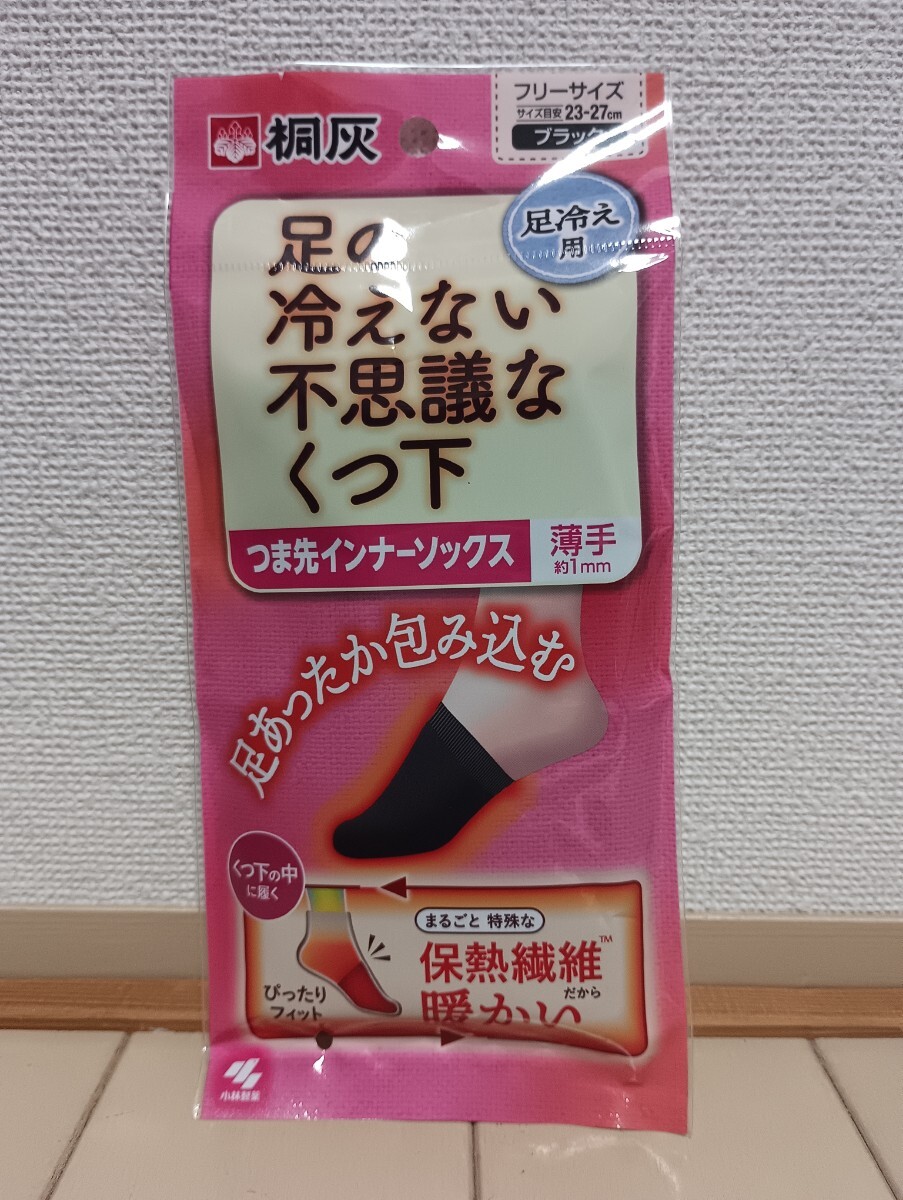 桐灰
フリーサイズ
サイズ目安 23-27cm
ブラック
足冷え
用
足の
冷えない
不思議な
くつ下
つま先インナーソックス
薄手
約1mm
足あったか包み込む
くつ下の中
に履く
ぴったり
フィット
まるごと 特殊な
保熱繊維™
だから
暖かい
小林製薬